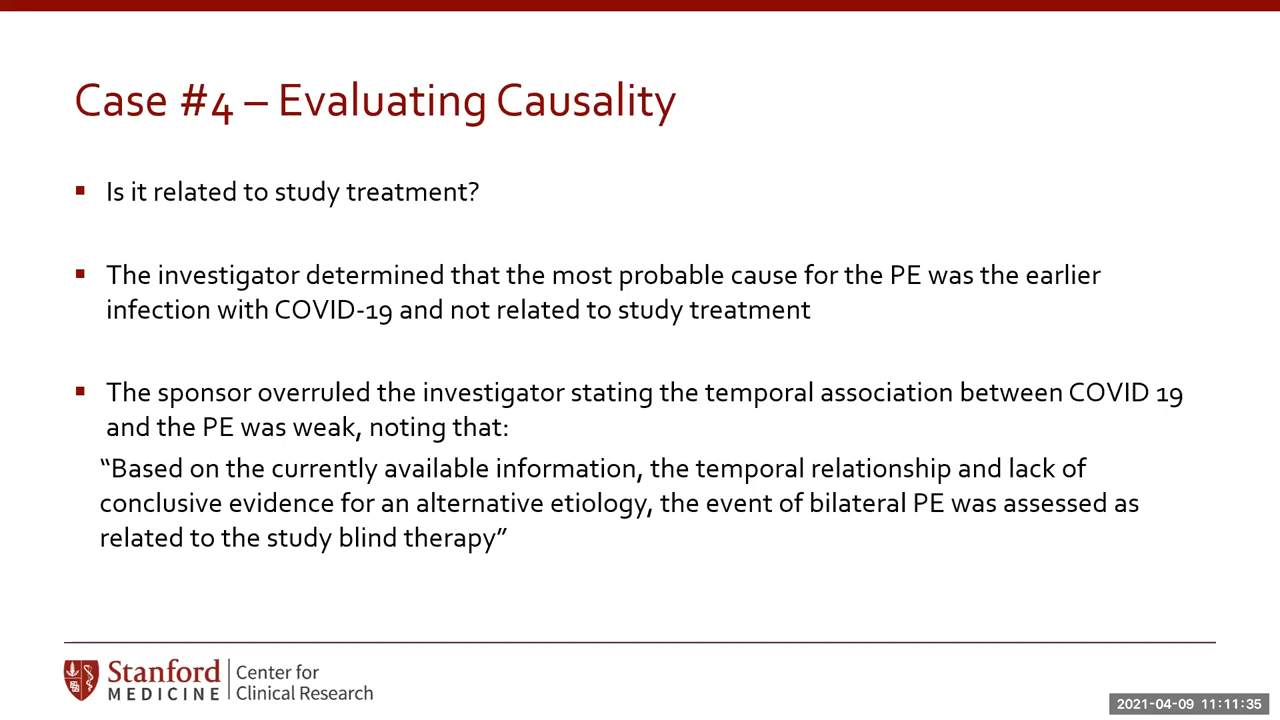 Case #4 – Evaluating Causality
Is it related to study treatment?
The investigator determined that the most probable cause for the PE was the earlier
infection with COVID-19 and not related to study treatment
The sponsor overruled the investigator stating the temporal association between COVID 19
and the PE was weak, noting that:
“Based on the currently available information, the temporal relationship and lack of
conclusive evidence for an alternative etiology, the event of bilateral PE was assessed as
related to the study blind therapy”
Stanford
MEDICINE
Center for
Clinical Research
2021-04-09 11:11:35